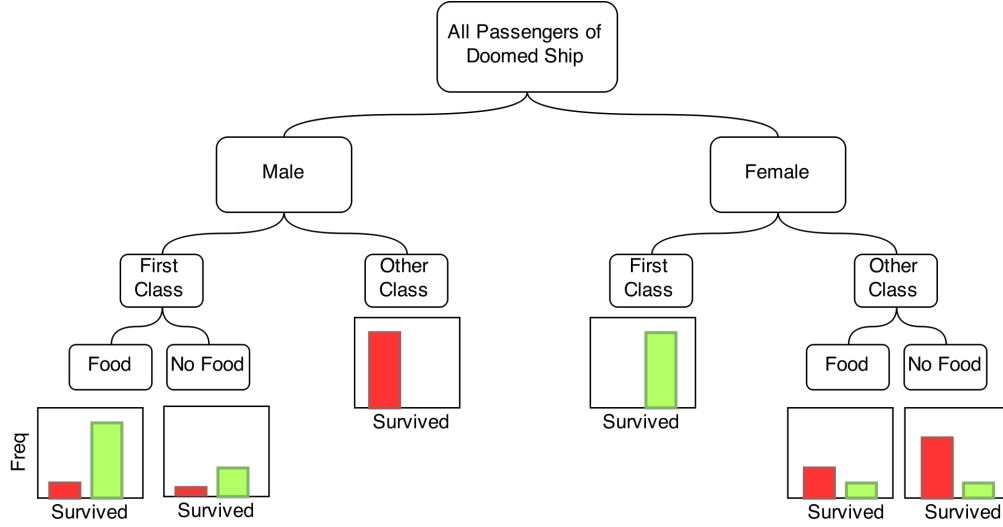 All Passengers of
Doomed Ship
Male
Female
First
Class
Other
Class
First
Class
Other
Class
Food
No Food
Food
No Food
Freq
Survived
Survived
Survived
Survived
Survived
Survived